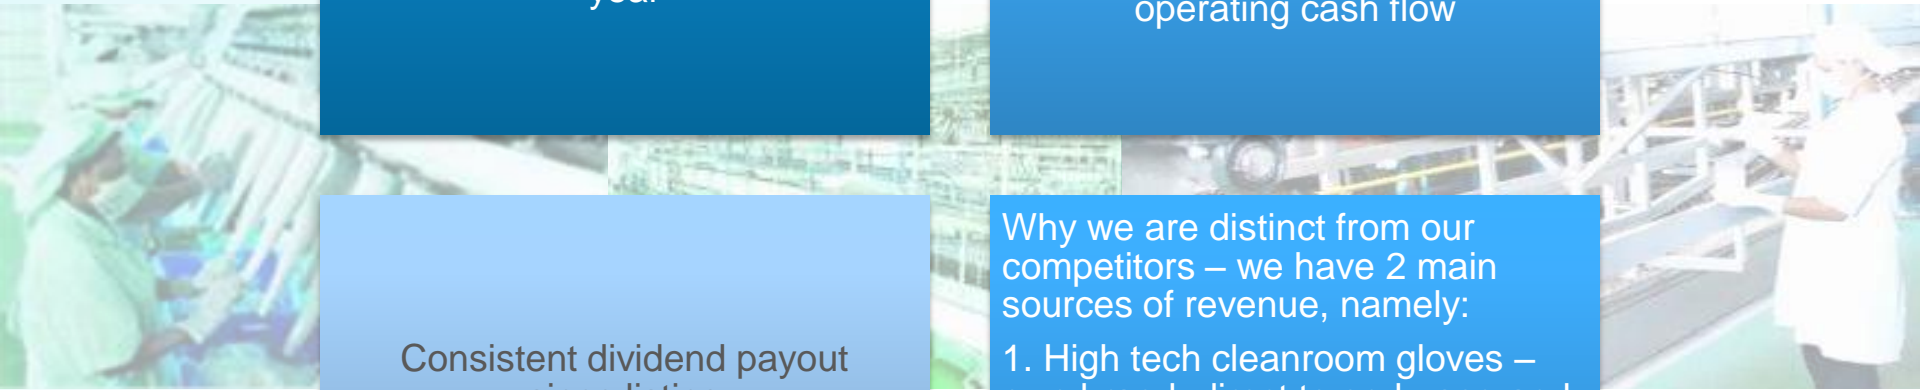 year
operating cash flow
Consistent dividend payout
Why we are distinct from our
competitors – we have 2 main
sources of revenue, namely:
1. High tech cleanroom gloves –